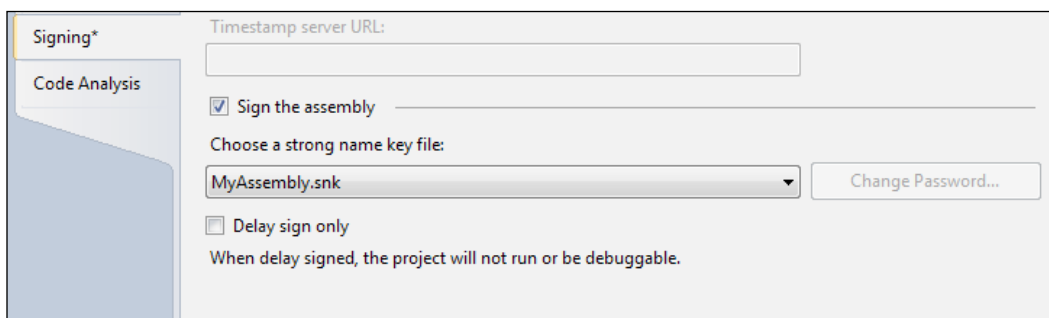 Signing*
Code Analysis
Timestamp server URL:
Sign the assembly
Choose a strong name key file:
MyAssembly.snk
Change Password...
Delay sign only
When delay signed, the project will not run or be debuggable.